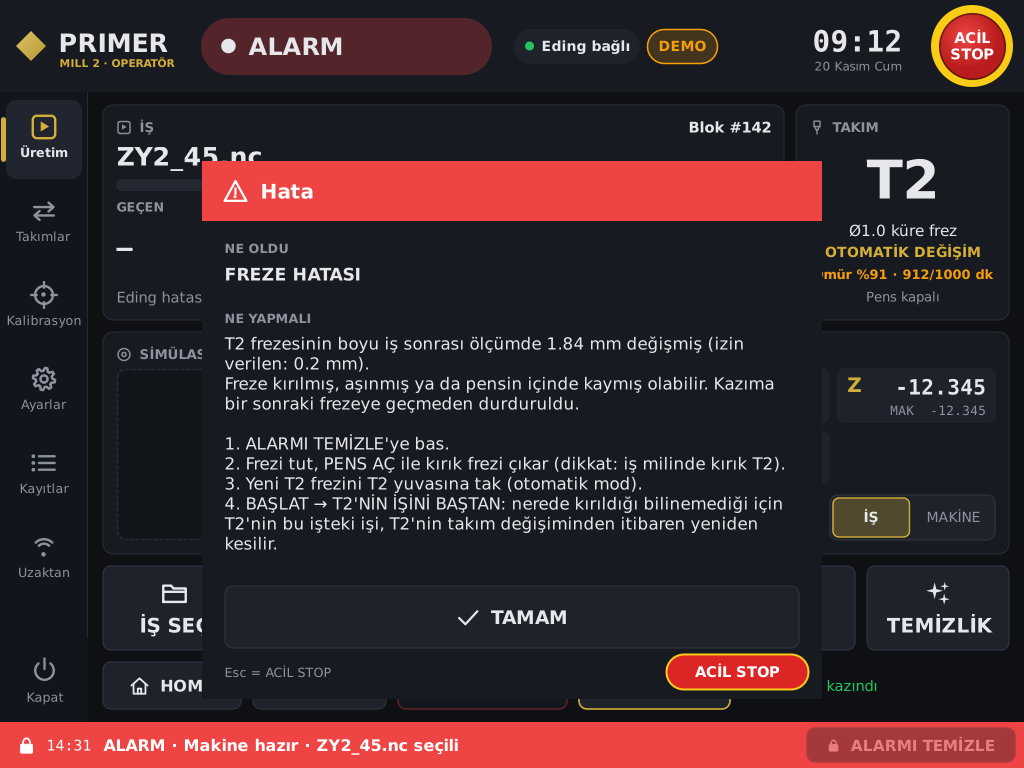 PRIMER
MILL 2 · OPERATÖR
ALARM
Eding bağlı
DEMO
09:12
20 Kasım Cum
ACİL
STOP
Üretim
Takımlar
Kalibrasyon
Ayarlar
Kayıtlar
Uzaktan
Kapat
İŞ
Blok #142
ZY2_45.nc
GEÇEN
—
Eding hatas
TAKIM
T2
Ø1.0 küre frez
OTOMATİK DEĞİŞİM
mür %91 · 912/1000 dk
Pens kapalı
Hata
NE OLDU
FREZE HATASI
NE YAPMALI
T2 frezesinin boyu iş sonrası ölçümde 1.84 mm değişmiş (izin
verilen: 0.2 mm).
Freze kırılmış, aşınmış ya da pensin içinde kaymış olabilir. Kazıma
bir sonraki frezeye geçmeden durduruldu.
1. ALARMI TEMİZLE'ye bas.
2. Frezi tut, PENS AÇ ile kırık frezi çıkar (dikkat: iş milinde kırık T2).
3. Yeni T2 frezini T2 yuvasına tak (otomatik mod).
4. BAŞLAT → T2'NİN İŞİNİ BAŞTAN: nerede kırıldığı bilinemediği için
T2'nin bu işteki işi, T2'nin takım değişiminden itibaren yeniden
kesilir.
TAMAM
Esc = ACİL STOP
ACİL STOP
SİMÜLAS
Z
-12.345
MAK -12.345
İŞ
MAKİNE
İŞ SEÇ
TEMİZLİK
HOM
kazındı
14:31
ALARM · Makine hazır · ZY2_45.nc seçili
ALARMI TEMİZLE